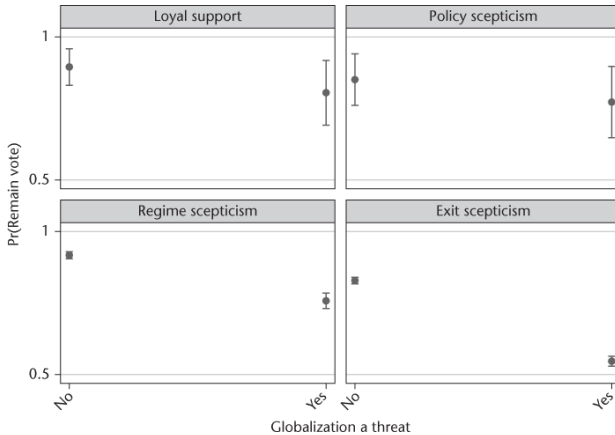 Loyal support
Policy scepticism
1
0.5
Pr(Remain vote)
Regime scepticism
Exit scepticism
1
0.5
No
Yes
No
Yes
Globalization a threat